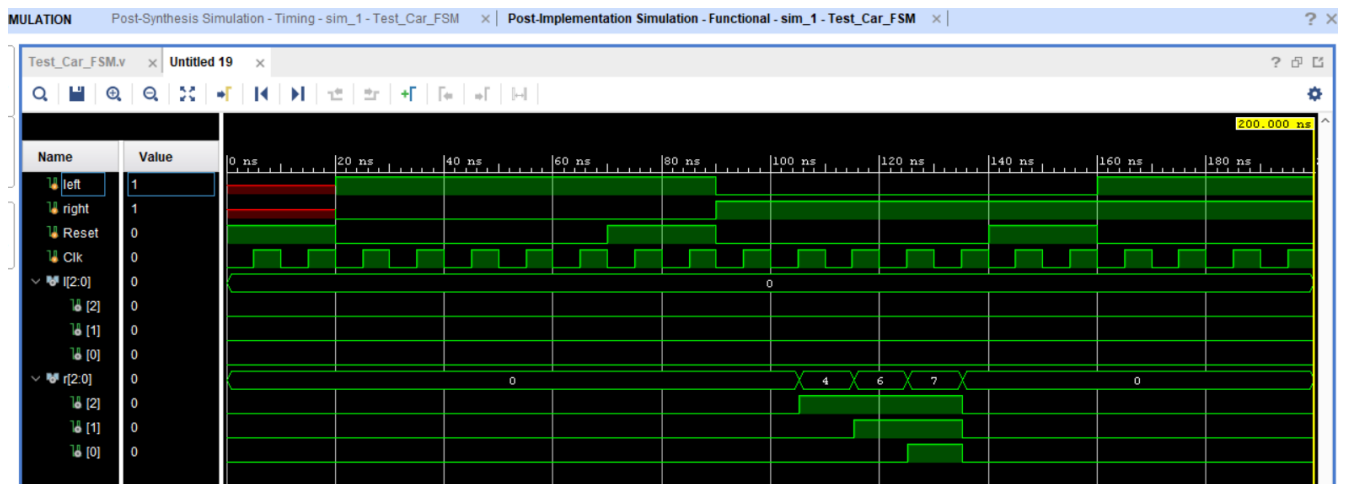 MULATION Post-Synthesis Simulation - Timing - sim_1 - Test_Car_FSM × Post-Implementation Simulation - Functional - sim_1 - Test_Car_FSM × ? ×
Test_Car_FSM.v × Untitled 19 × ?
200.000 ns
Name Value 0 ns 20 ns 40 ns 60 ns 80 ns 100 ns 120 ns 140 ns 160 ns 180 ns
left 1
right 1
Reset 0
Clk 0
l[2:0] 0 0
[2] 0
[1] 0
[0] 0
r[2:0] 0 0 4 6 7 0
[2] 0
[1] 0
[0] 0